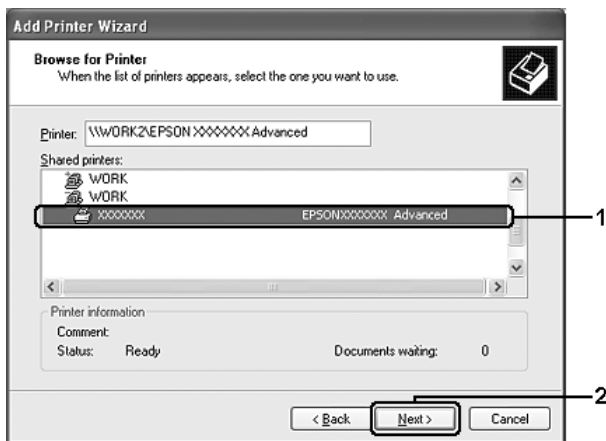 Add Printer Wizard
Browse for Printer
When the list of printers appears, select the one you want to use.
Printer: \\WORK2\EPSON XXXXXXX Advanced
Shared printers:
WORK
WORK
XXXXXXX EPSONXXXXXX Advanced
1
Printer information
Comment:
Status: Ready Documents waiting: 0
2
< Back Next > Cancel